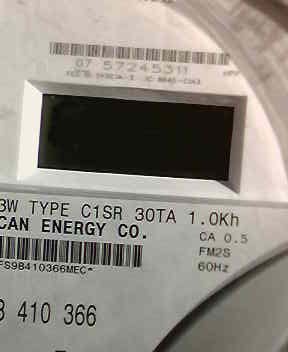 07 57245311
3W TYPE C1SR 30TA 1.0Kh
CAN ENERGY CO.
CA 0.5
FM2S
FS98410366MEC*
60Hz
3 410 366